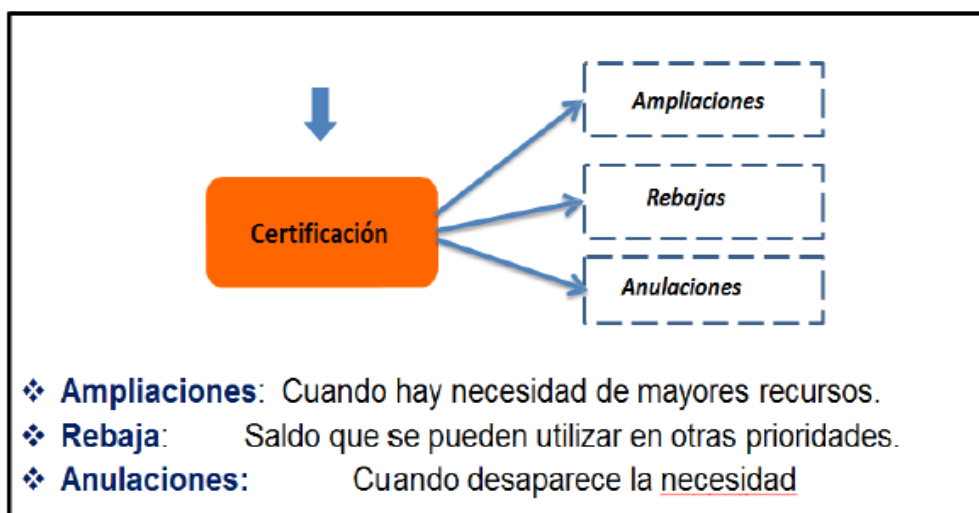 Ampliaciones
Certificación
Rebajas
Anulaciones
❖ Ampliaciones: Cuando hay necesidad de mayores recursos.
❖ Rebaja: Saldo que se pueden utilizar en otras prioridades.
❖ Anulaciones: Cuando desaparece la necesidad